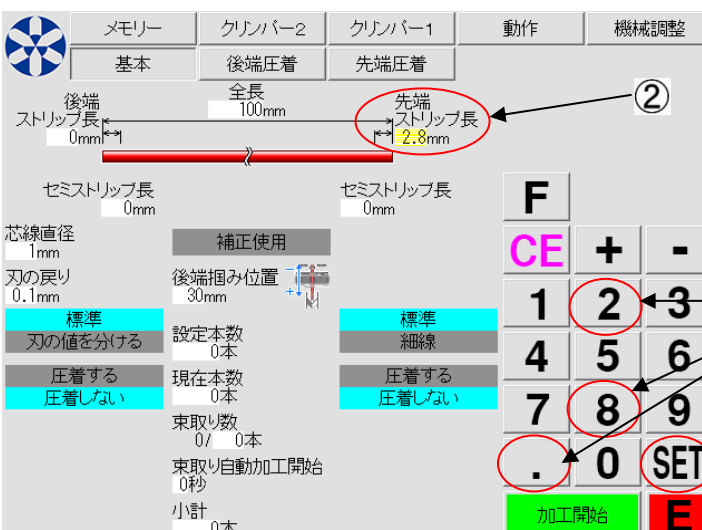 メモリー クリンパー2 クリンパー1 動作 機械調整
基本 後端圧着 先端圧着
②
後端
ストリップ長
0mm
全長
100mm
先端
ストリップ長
2.8mm
セミストリップ長
0mm
セミストリップ長
0mm
芯線直径
1mm
補正使用
刃の戻り
0.1mm
後端掴み位置
30mm
標準
刃の値を分ける
圧着する
圧着しない
設定本数
0本
現在本数
0本
束取り数
0/ 0本
束取り自動加工開始
0秒
小計
0本
標準
細線
圧着する
圧着しない
F
CE + -
1 2 3
4 5 6
7 8 9
. 0 SET
加工開始 E